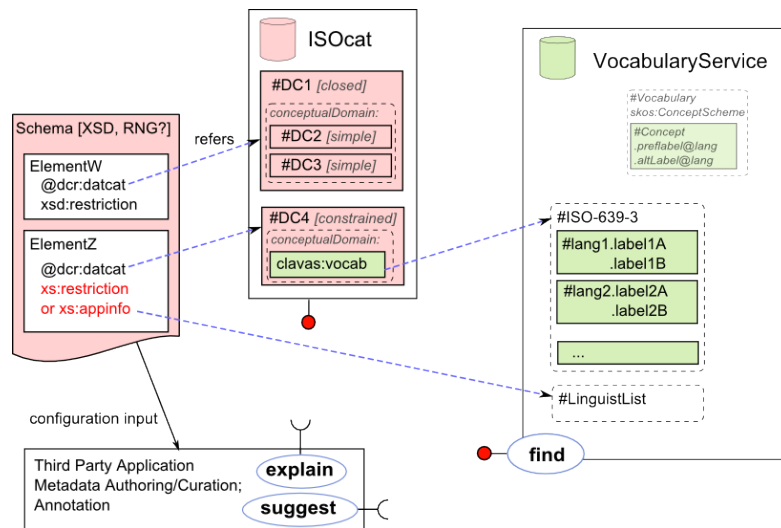 Schema [XSD, RNG?]
ElementW
@dcr:datcat
xsd:restriction
ElementZ
@dcr:datcat
xs:restriction
or xs:appinfo
refers
ISOcat
#DC1 [closed]
conceptualDomain:
#DC2 [simple]
#DC3 [simple]
#DC4 [constrained]
conceptualDomain:
clavas:vocab
VocabularyService
#Vocabulary
skos:ConceptScheme
#Concept
.preflabel@lang
.altLabel@lang
#ISO-639-3
#lang1.label1A
.label1B
#lang2.label2A
.label2B
...
#LinguistList
find
configuration input
Third Party Application
Metadata Authoring/Curation;
Annotation
explain
suggest